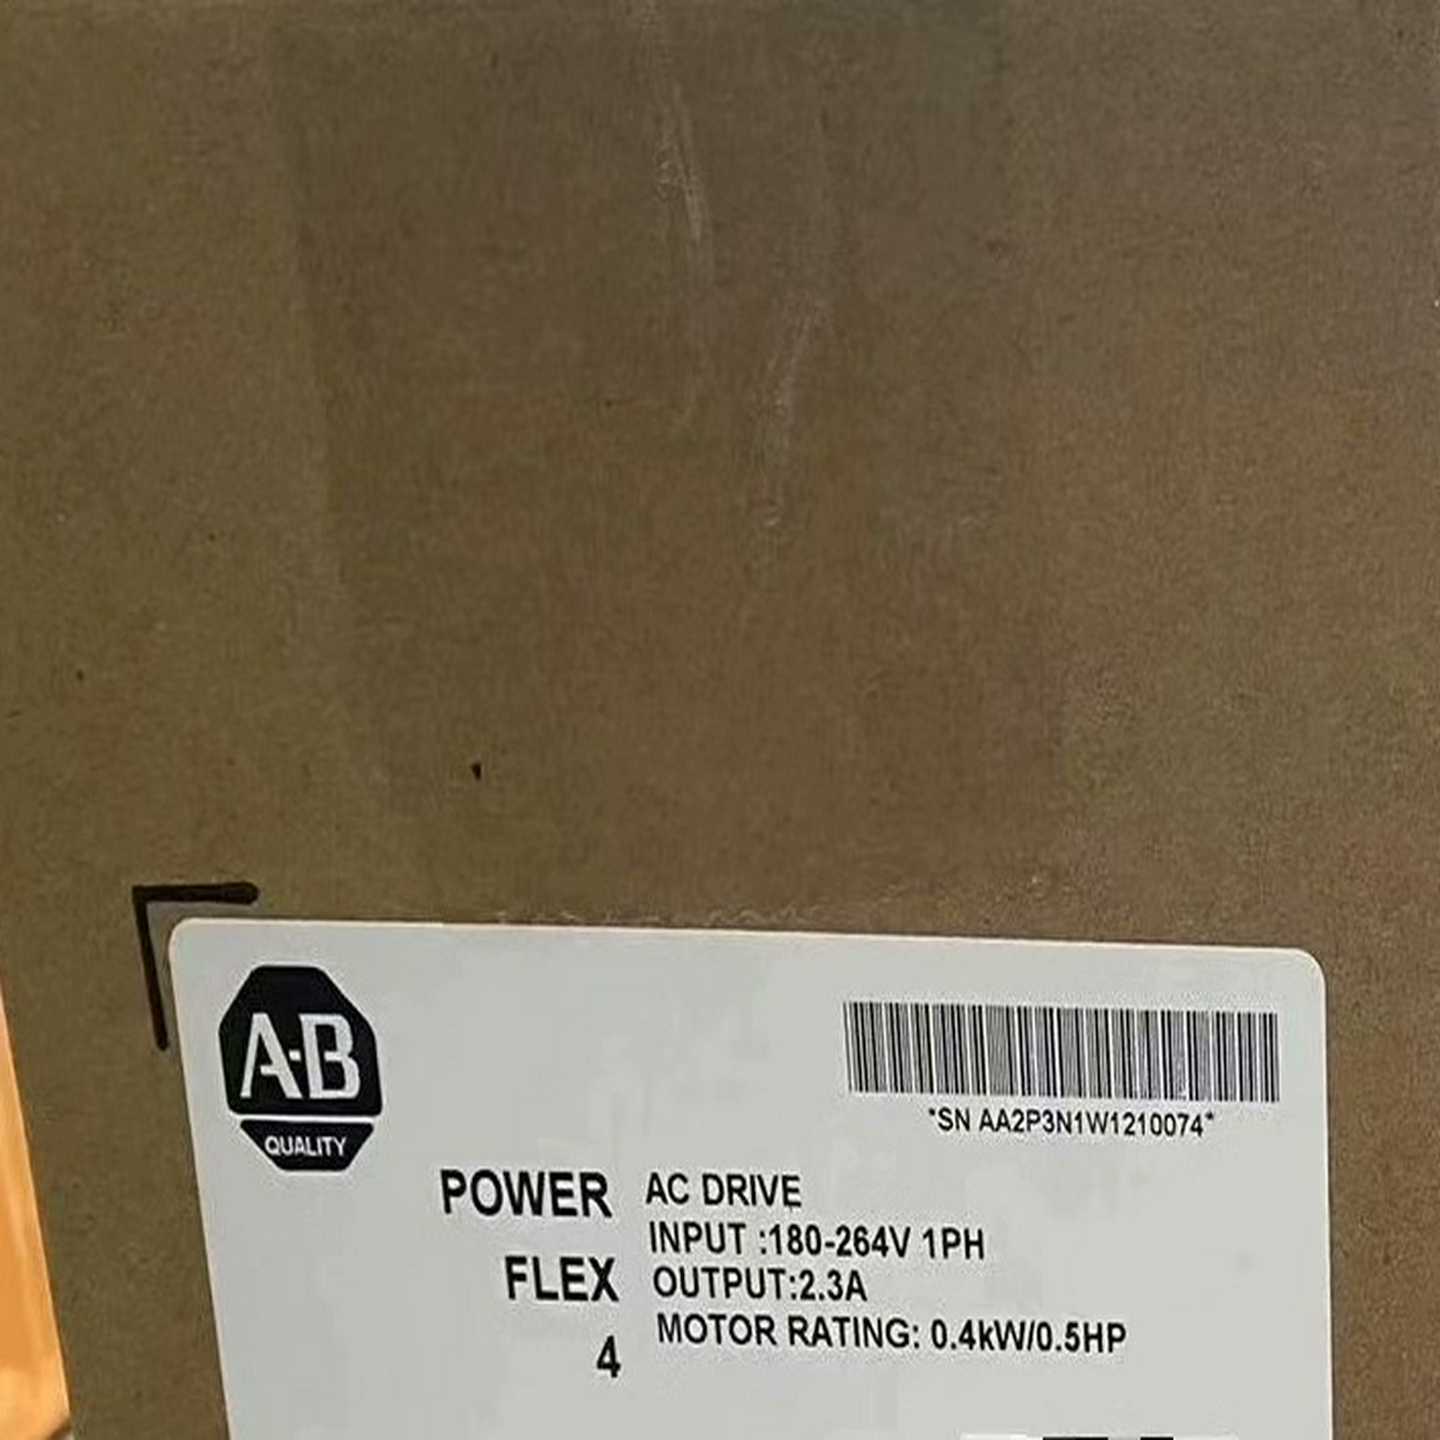 A-B
QUALITY
*SN AA2P3N1W1210074*
POWER
FLEX
4
AC DRIVE
INPUT :180-264V 1PH
OUTPUT:2.3A
MOTOR RATING: 0.4kW/0.5HP